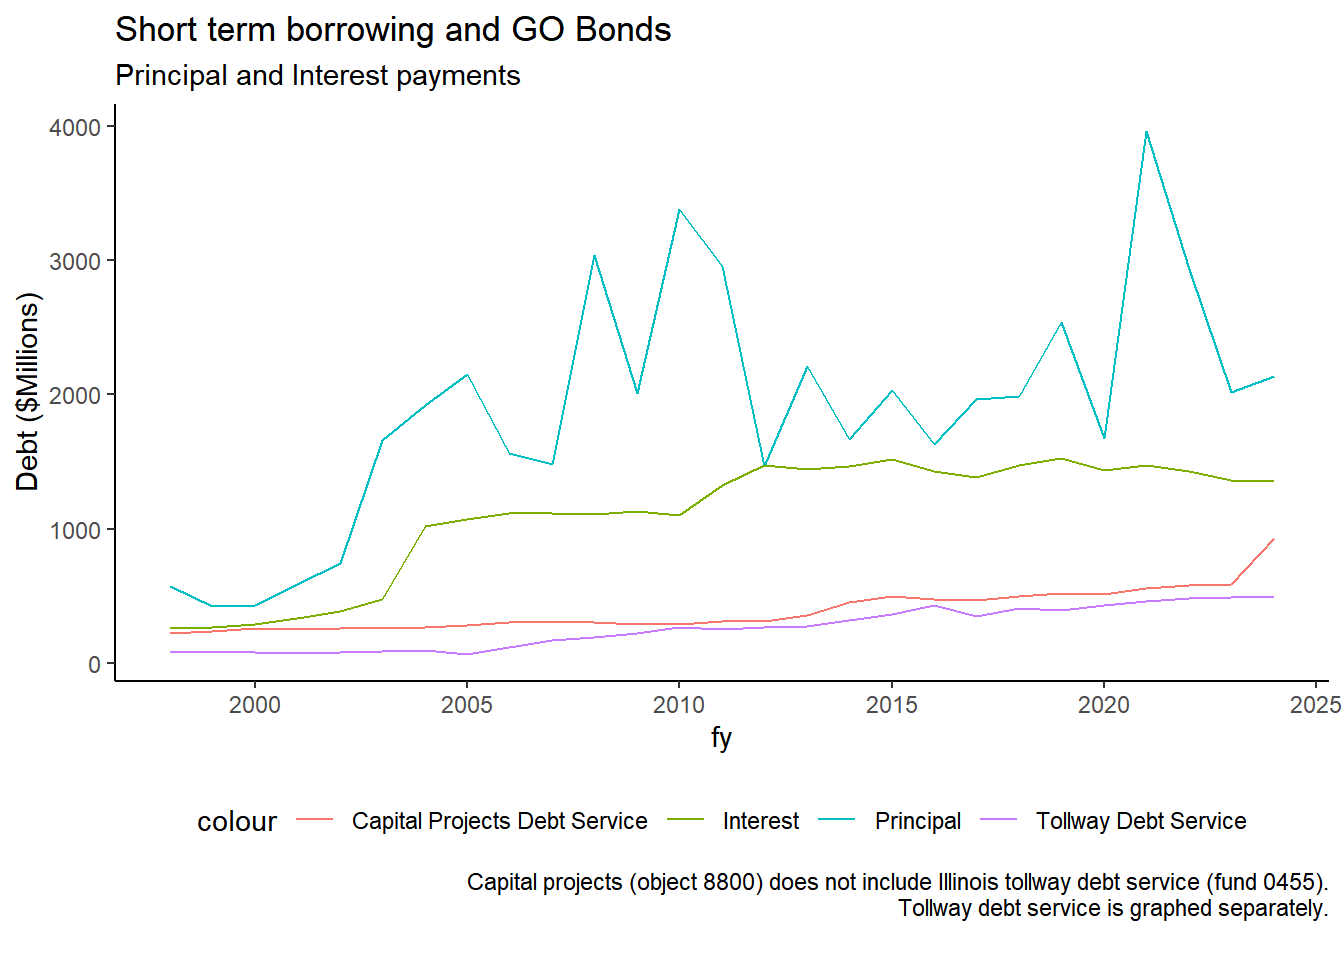 Short term borrowing and GO Bonds
Principal and Interest payments
Debt ($Millions)
4000
3000
2000
1000
0
2000 2005 2010 2015 2020 2025
fy
colour Capital Projects Debt Service Interest Principal Tollway Debt Service
Capital projects (object 8800) does not include Illinois tollway debt service (fund 0455).
Tollway debt service is graphed separately.